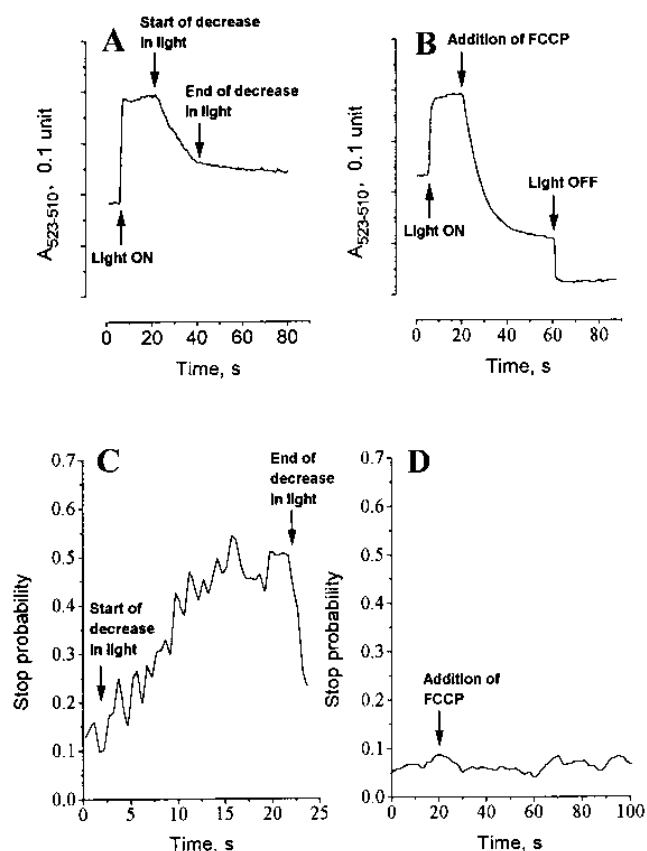 A
Start of decrease
in light
End of decrease
in light
Light ON
A523-510, 0.1 unit
0 20 40 60 80
Time, s
B
Addition of FCCP
Light OFF
Light ON
A523-510, 0.1 unit
0 20 40 60 80
Time, s
C
End of
decrease
in light
Start of
decrease
in light
Stop probability
0.7
0.6
0.5
0.4
0.3
0.2
0.1
0.0
0 5 10 15 20 25
Time, s
D
Addition of
FCCP
Stop probability
0.7
0.6
0.5
0.4
0.3
0.2
0.1
0.0
0 20 40 60 80 100
Time, s